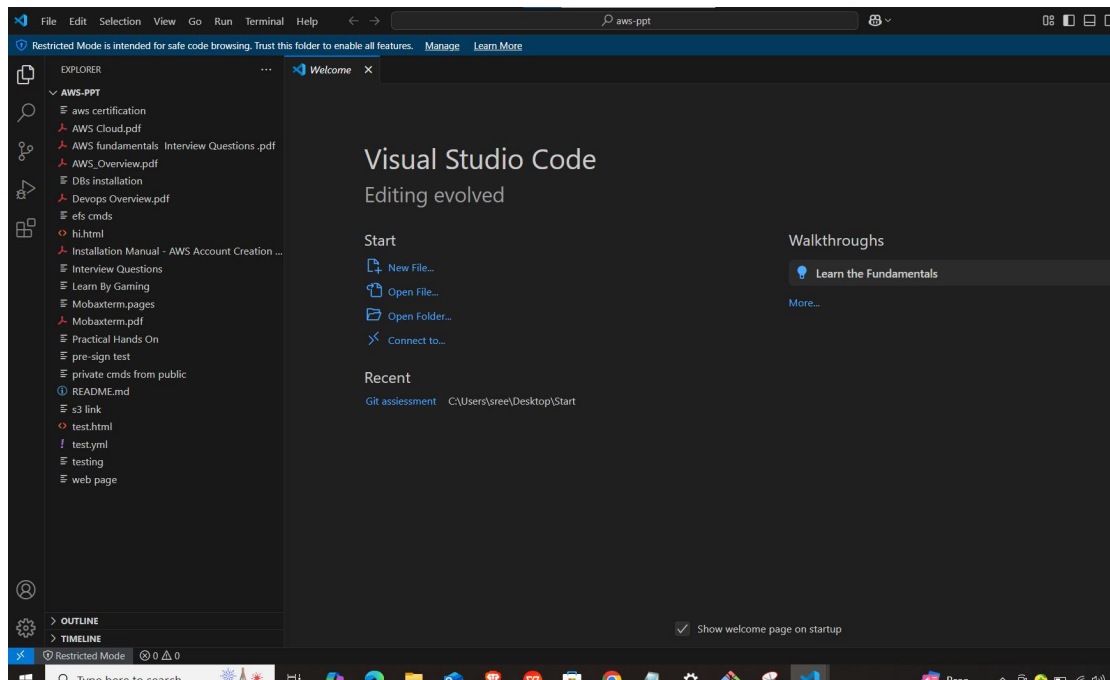 File Edit Selection View Go Run Terminal Help aws-ppt
Restricted Mode is intended for safe code browsing. Trust this folder to enable all features. Manage Learn More
EXPLORER
Welcome
AWS-PPT
aws certification
AWS Cloud.pdf
AWS fundamentals Interview Questions .pdf
AWS_Overview.pdf
DBs installation
Devops Overview.pdf
efs cmds
hi.html
Installation Manual - AWS Account Creation ...
Interview Questions
Learn By Gaming
Mobaxterm.pages
Mobaxterm.pdf
Practical Hands On
pre-sign test
private cmds from public
README.md
s3 link
test.html
test.yml
testing
web page
Visual Studio Code
Editing evolved
Start
New File...
Open File...
Open Folder...
Connect to...
Recent
Git assiessment C:\Users\sree\Desktop\Start
Walkthroughs
Learn the Fundamentals
More...
Show welcome page on startup
OUTLINE
TIMELINE
Restricted Mode 0 0
Type here to search